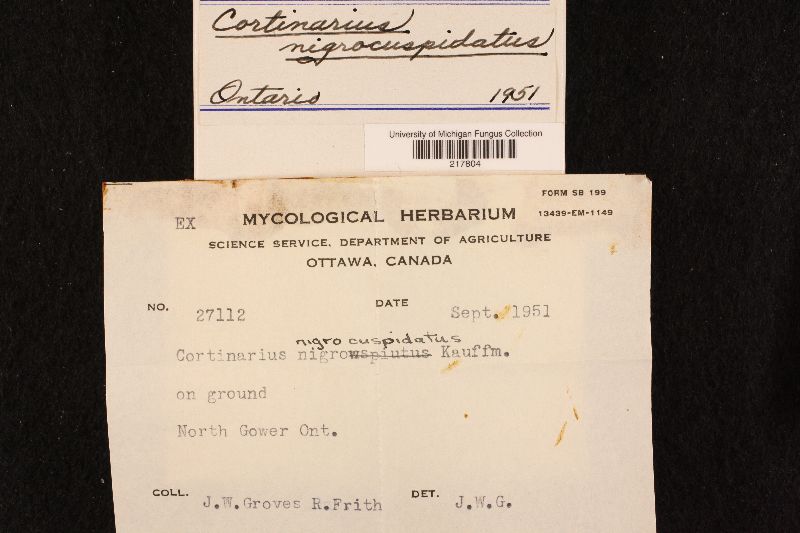 Cortinarius
nigrocuspidatus
Ontario 1951
University of Michigan Fungus Collection
217804
FORM SB 199
EX MYCOLOGICAL HERBARIUM 13439-EM-1149
SCIENCE SERVICE, DEPARTMENT OF AGRICULTURE
OTTAWA, CANADA
NO. 27112 DATE Sept. 1951
nigro cuspidatus
Cortinarius nigrowspiutus Kauffm.
on ground
North Gower Ont.
COLL. J.W.Groves R.Frith DET. J.W.G.